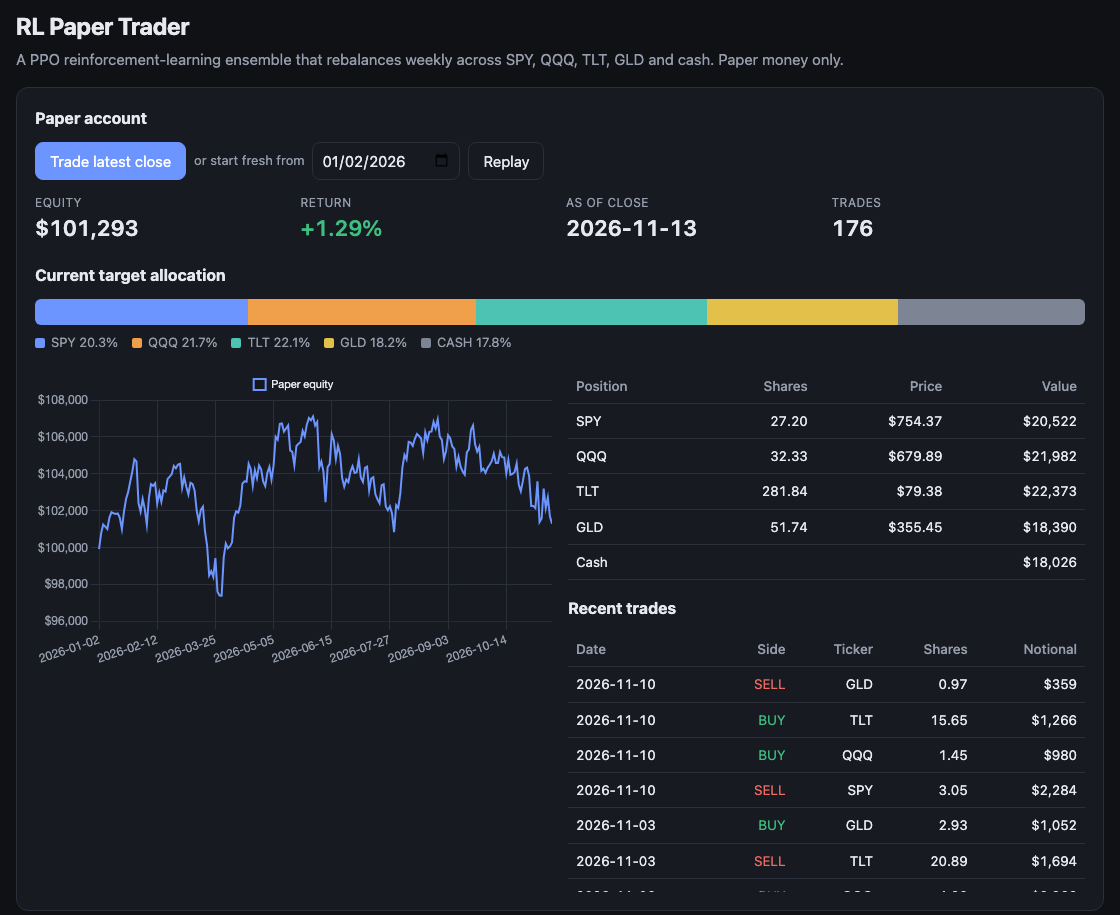 RL Paper Trader
A PPO reinforcement-learning ensemble that rebalances weekly across SPY, QQQ, TLT, GLD and cash. Paper money only.
Paper account
Trade latest close or start fresh from 01/02/2026 Replay
EQUITY RETURN AS OF CLOSE TRADES
$101,293 +1.29% 2026-11-13 176
Current target allocation
SPY 20.3% QQQ 21.7% TLT 22.1% GLD 18.2% CASH 17.8%
Paper equity
$108,000
$106,000
$104,000
$102,000
$100,000
$98,000
$96,000
2026-01-02 2026-02-12 2026-03-25 2026-05-05 2026-06-15 2026-07-27 2026-09-03 2026-10-14
Position Shares Price Value
SPY 27.20 $754.37 $20,522
QQQ 32.33 $679.89 $21,982
TLT 281.84 $79.38 $22,373
GLD 51.74 $355.45 $18,390
Cash $18,026
Recent trades
Date Side Ticker Shares Notional
2026-11-10 SELL GLD 0.97 $359
2026-11-10 BUY TLT 15.65 $1,266
2026-11-10 BUY QQQ 1.45 $980
2026-11-10 SELL SPY 3.05 $2,284
2026-11-03 BUY GLD 2.93 $1,052
2026-11-03 SELL TLT 20.89 $1,694